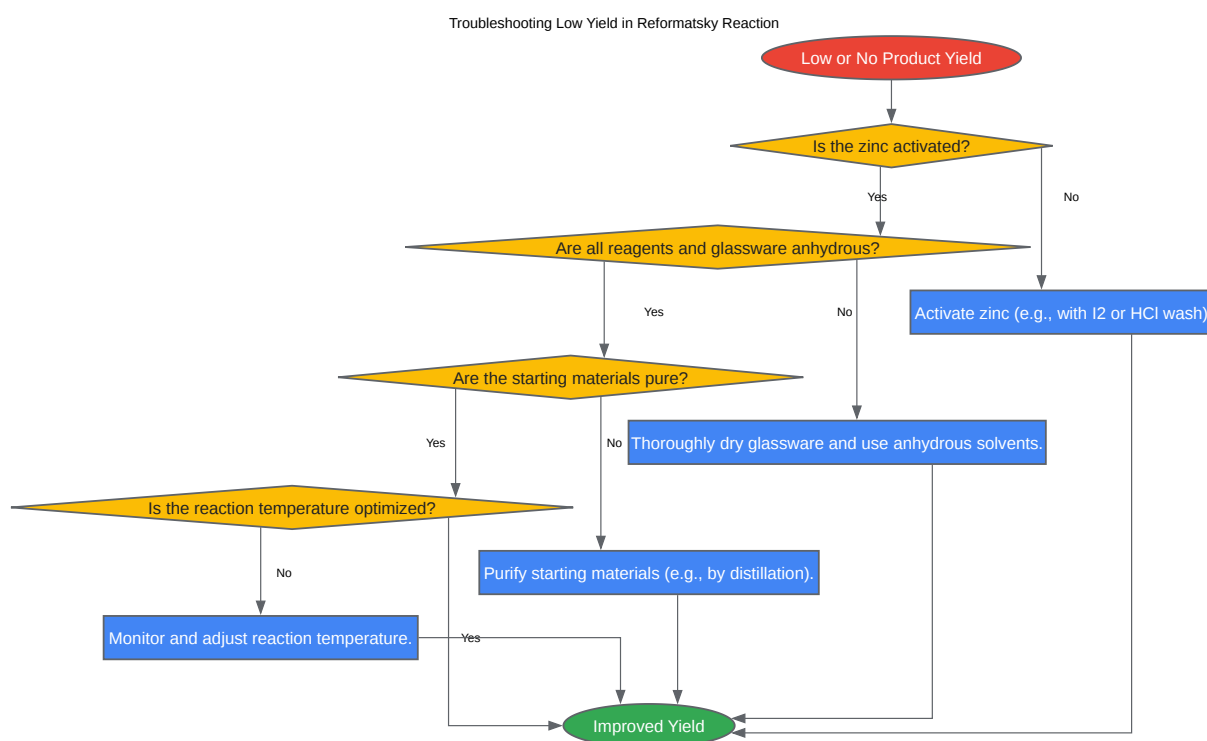 Troubleshooting Low Yield in Reformatsky Reaction
Low or No Product Yield
Is the zinc activated?
Yes
No
Are all reagents and glassware anhydrous?
Yes
No
Activate zinc (e.g., with I2 or HCl wash)
Are the starting materials pure?
Yes
No
Thoroughly dry glassware and use anhydrous solvents.
Is the reaction temperature optimized?
No
Purify starting materials (e.g., by distillation).
Monitor and adjust reaction temperature.
Yes
Improved Yield